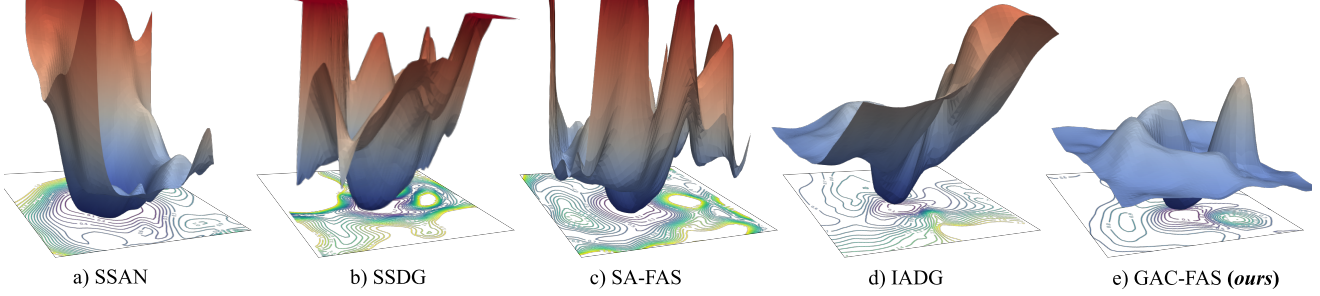 a) SSAN
b) SSDG
c) SA-FAS
d) IADG
e) GAC-FAS (ours)